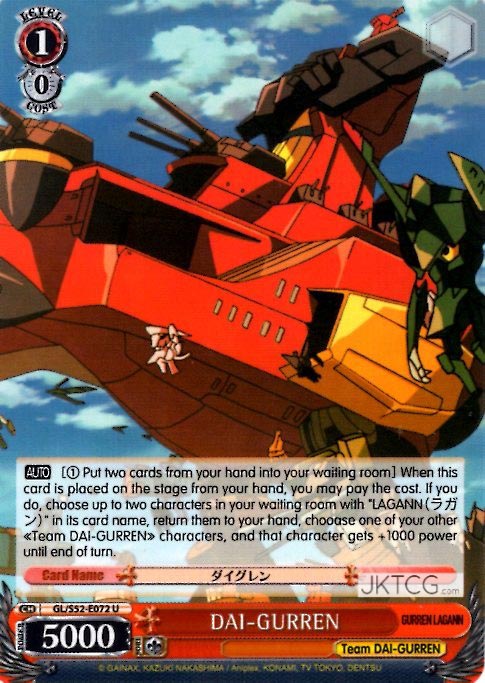 LEVEL
1
0
COST
AUTO [① Put two cards from your hand into your waiting room] When this
card is placed on the stage from your hand, you may pay the cost. If you
do, choose up to two characters in your waiting room with "LAGANN(ラガ
ン)" in its card name, return them to your hand, choose one of your other
≪Team DAI-GURREN≫ characters, and that character gets +1000 power
until end of turn.
Card Name ダイグレン
JKTCG.com
CH GL/S52-E072 U
POWER 5000 SOUL
DAI-GURREN
GURREN LAGANN
Team DAI-GURREN
© GAINAX, KAZUKI NAKASHIMA / Aniplex, KONAMI, TV TOKYO, DENTSU